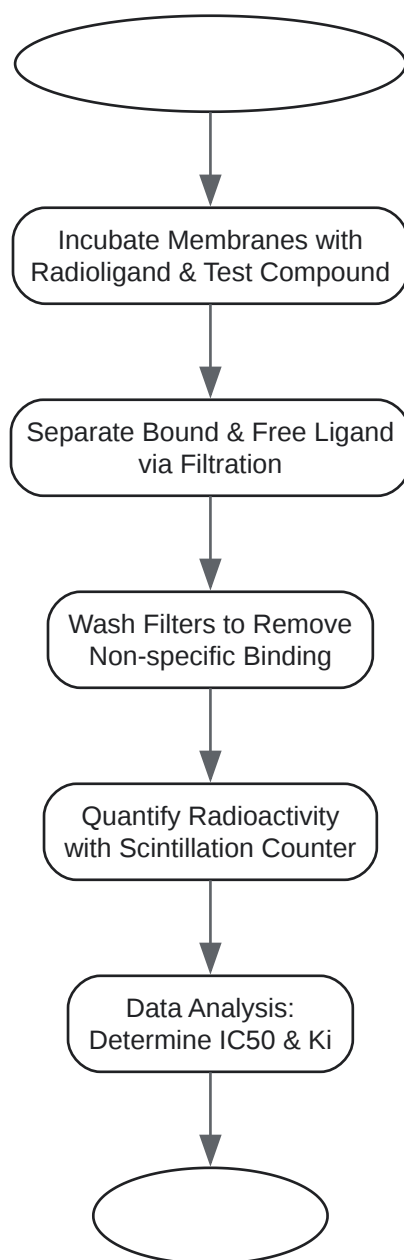 Incubate Membranes with
Radioligand & Test Compound
Separate Bound & Free Ligand
via Filtration
Wash Filters to Remove
Non-specific Binding
Quantify Radioactivity
with Scintillation Counter
Data Analysis:
Determine IC50 & Ki